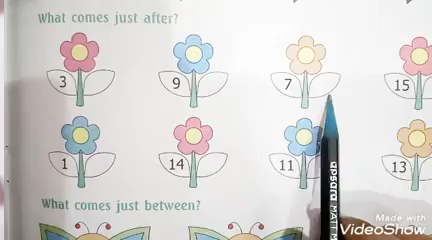 What comes just after?
3 9 7 15
1 14 11 13
What comes just between?
apsara MATT M
Made with
VideoShow